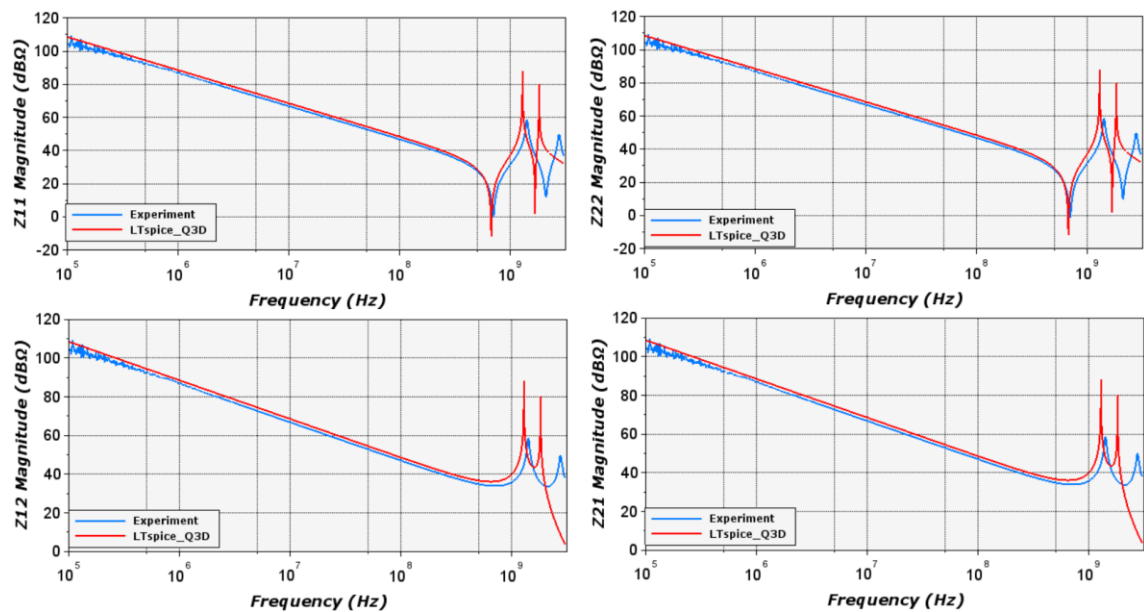 Z11 Magnitude (dBΩ)
120
100
80
60
40
20
0
-20
Experiment
LTspice_Q3D
10^5 10^6 10^7 10^8 10^9
Frequency (Hz)
Z22 Magnitude (dBΩ)
120
100
80
60
40
20
0
-20
Experiment
LTspice_Q3D
10^5 10^6 10^7 10^8 10^9
Frequency (Hz)
Z12 Magnitude (dBΩ)
120
100
80
60
40
20
0
Experiment
LTspice_Q3D
10^5 10^6 10^7 10^8 10^9
Frequency (Hz)
Z21 Magnitude (dBΩ)
120
100
80
60
40
20
0
Experiment
LTspice_Q3D
10^5 10^6 10^7 10^8 10^9
Frequency (Hz)